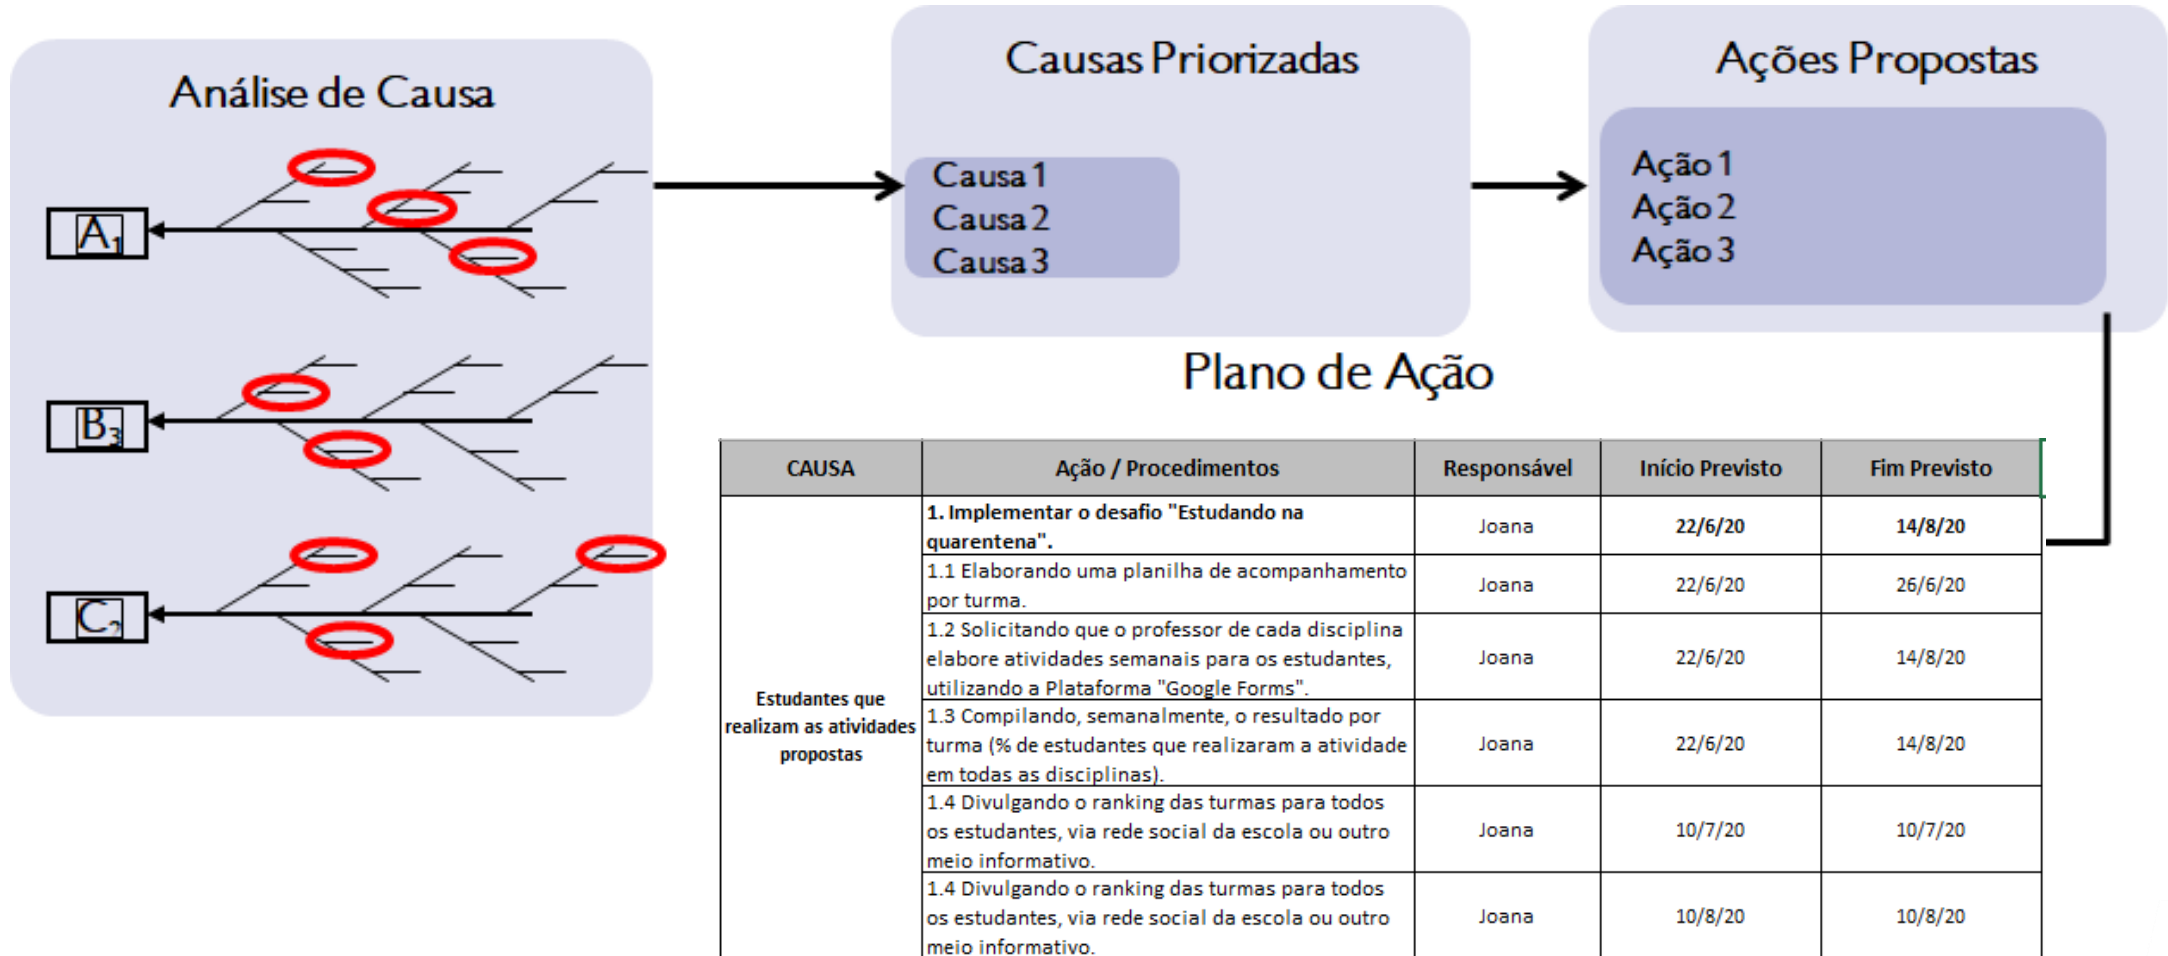 Análise de Causa
A1
B3
C2
Causas Priorizadas
Causa 1
Causa 2
Causa 3
Ações Propostas
Ação 1
Ação 2
Ação 3
Plano de Ação
CAUSA
Ação / Procedimentos
Responsável
Início Previsto
Fim Previsto
Estudantes que
realizam as atividades
propostas
1. Implementar o desafio "Estudando na
quarentena".
Joana
22/6/20
14/8/20
1.1 Elaborando uma planilha de acompanhamento
por turma.
Joana
22/6/20
26/6/20
1.2 Solicitando que o professor de cada disciplina
elabore atividades semanais para os estudantes,
utilizando a Plataforma "Google Forms".
Joana
22/6/20
14/8/20
1.3 Compilando, semanalmente, o resultado por
turma (% de estudantes que realizaram a atividade
em todas as disciplinas).
Joana
22/6/20
14/8/20
1.4 Divulgando o ranking das turmas para todos
os estudantes, via rede social da escola ou outro
meio informativo.
Joana
10/7/20
10/7/20
1.4 Divulgando o ranking das turmas para todos
os estudantes, via rede social da escola ou outro
meio informativo.
Joana
10/8/20
10/8/20